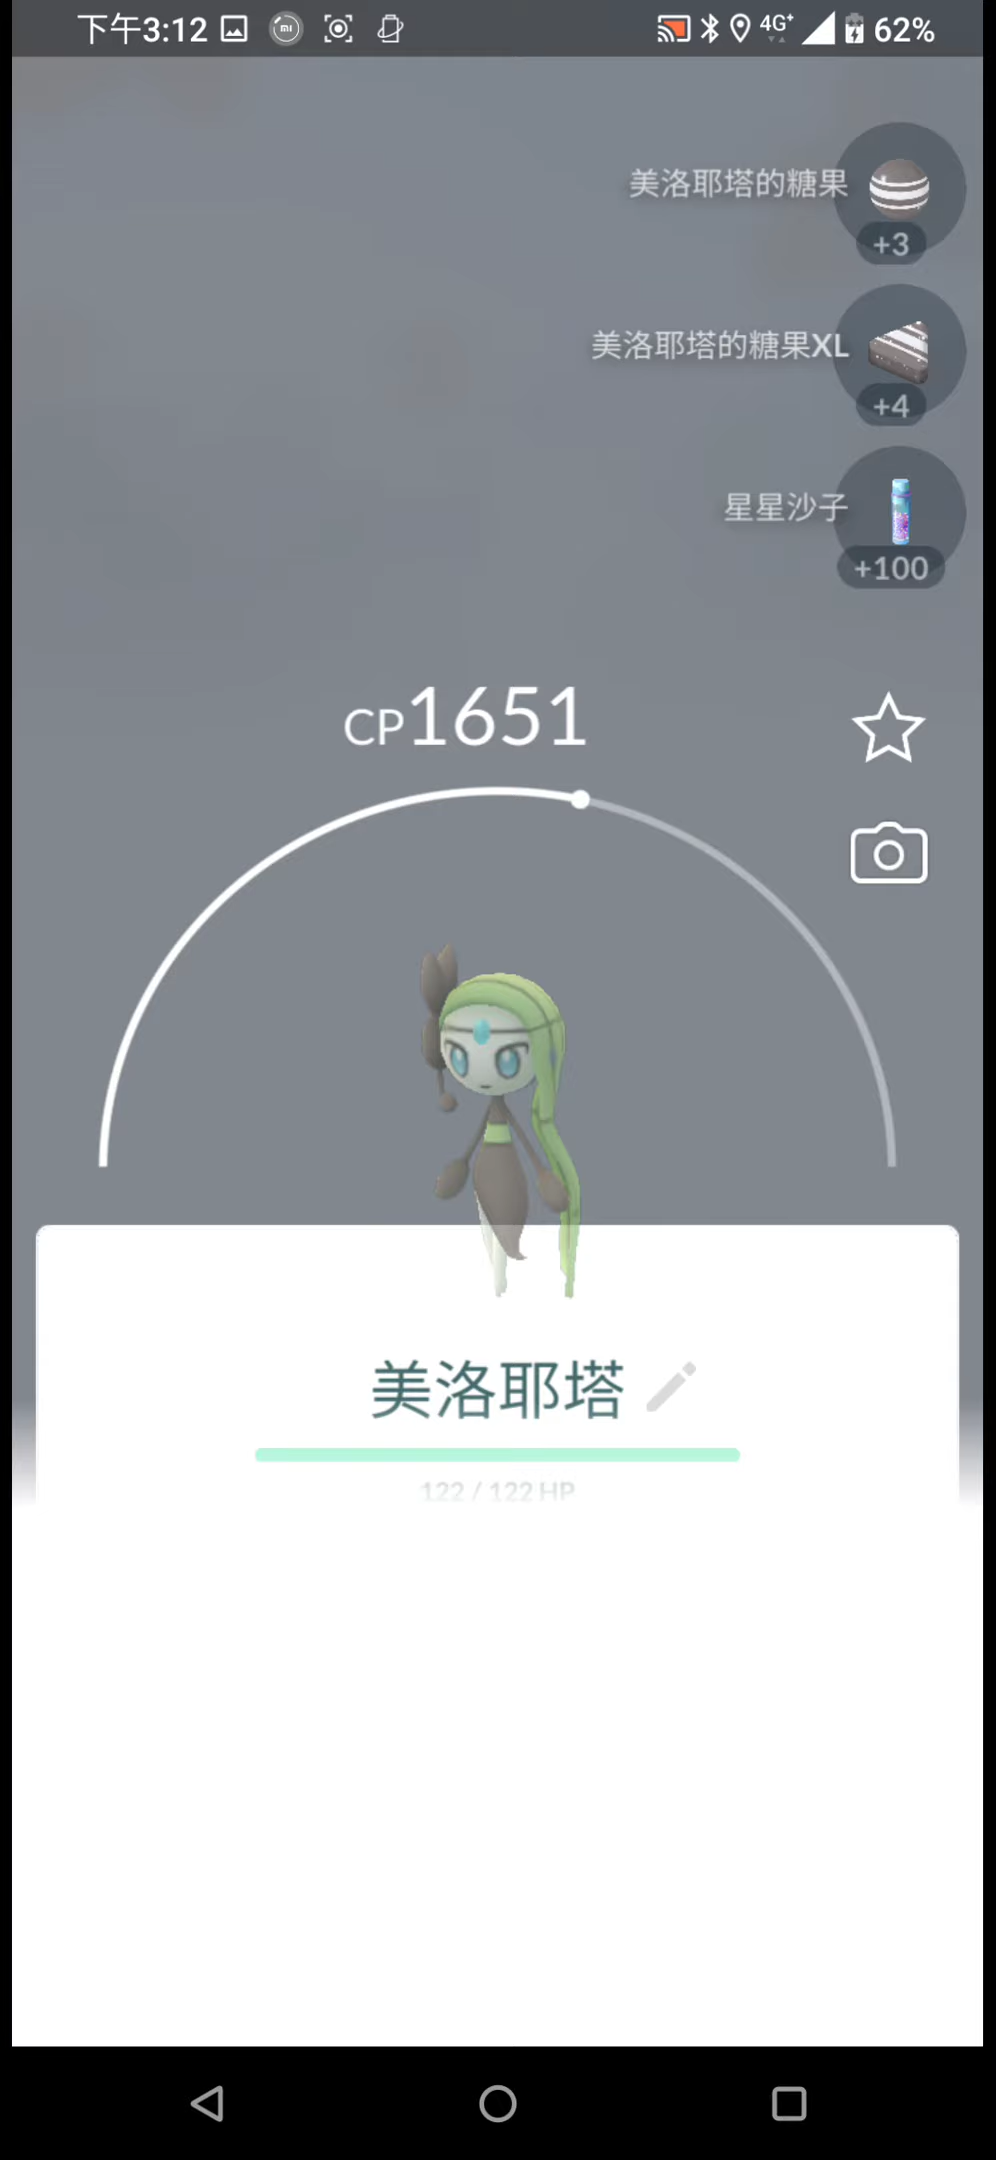 下午3:12
4G+
62%
美洛耶塔的糖果
+3
美洛耶塔的糖果XL
+4
星星沙子
+100
CP1651
美洛耶塔
122 / 122 HP